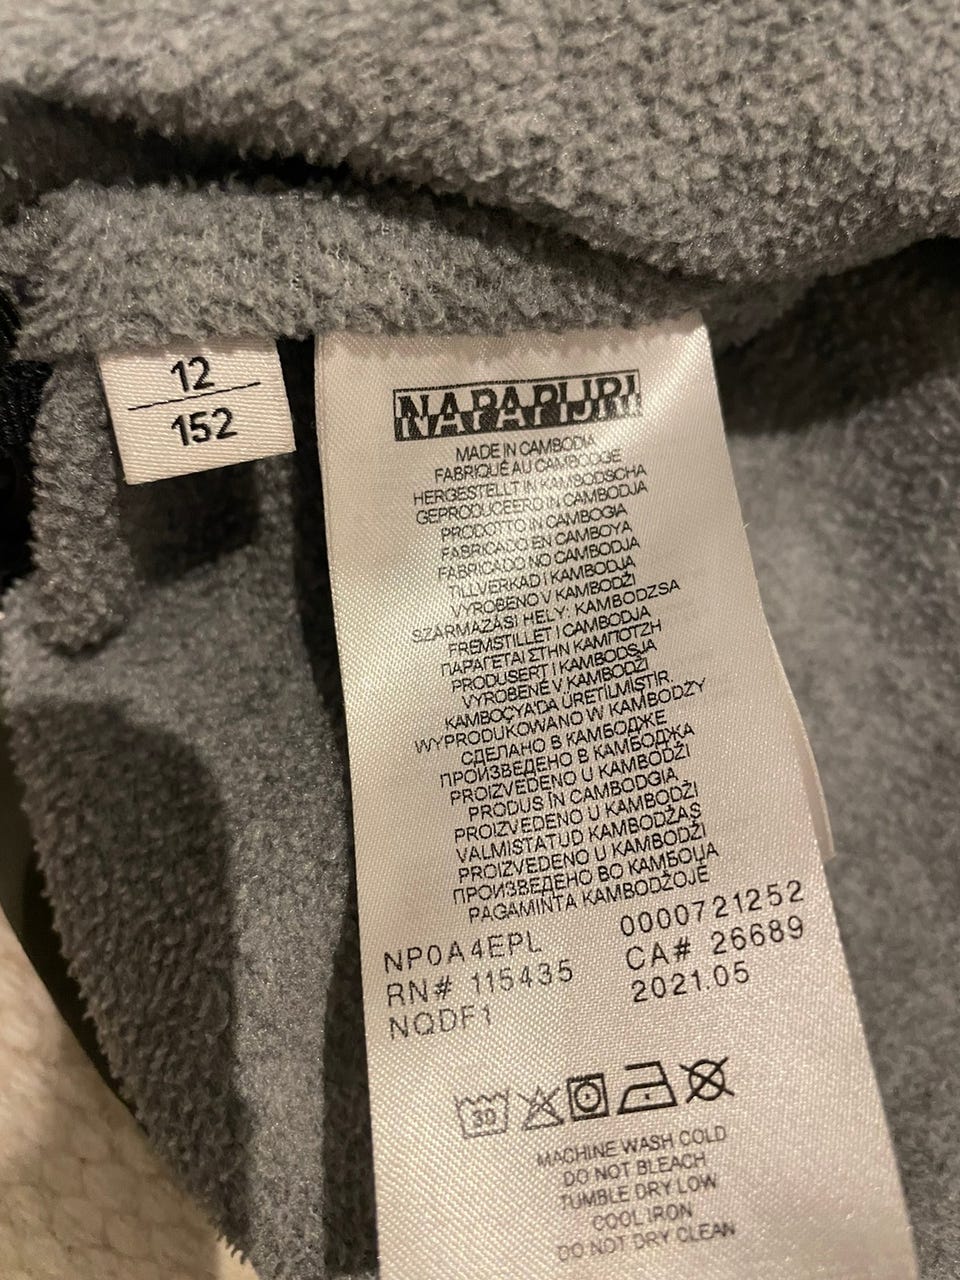 12
152
NAPAPIJRI
MADE IN CAMBODIA
FABRIQUÉ AU CAMBODGE
HERGESTELLT IN KAMBODSCHA
GEPRODUCEERD IN CAMBODJA
PRODOTTO IN CAMBOGIA
FABRICADO EN CAMBOYA
FABRICADO NO CAMBODJA
TILLVERKAD I KAMBODJA
VYROBENO V KAMBODŽI
SZÁRMAZÁSI HELY: KAMBODZSA
FREMSTILLET I CAMBODJA
ΠΑΡΑΓΕΤΑΙ ΣΤΗΝ ΚΑΜΠΟΤΖΗ
PRODUSERT I KAMBODSJA
VYROBENÉ V KAMBODŽI
KAMBOÇYA'DA ÜRETİLMİŞTİR.
WYPRODUKOWANO W KAMBODŻY
СДЕЛАНО В КАМБОДЖЕ
ПРОИЗВЕДЕНО В КАМБОДЖА
PROIZVEDENO U KAMBODŽI
PRODUS ÎN CAMBODGIA
PROIZVEDENO U KAMBODŽI
VALMISTATUD KAMBODŽAS
PROIZVEDENO U KAMBODŽI
ПРОИЗВЕДЕНО ВО КАМБОЏА
PAGAMINTA KAMBODŽOJE
NP0A4EPL 0000721252
RN# 115435 CA# 26689
NQDF1 2021.05
30
MACHINE WASH COLD
DO NOT BLEACH
TUMBLE DRY LOW
COOL IRON
DO NOT DRY CLEAN